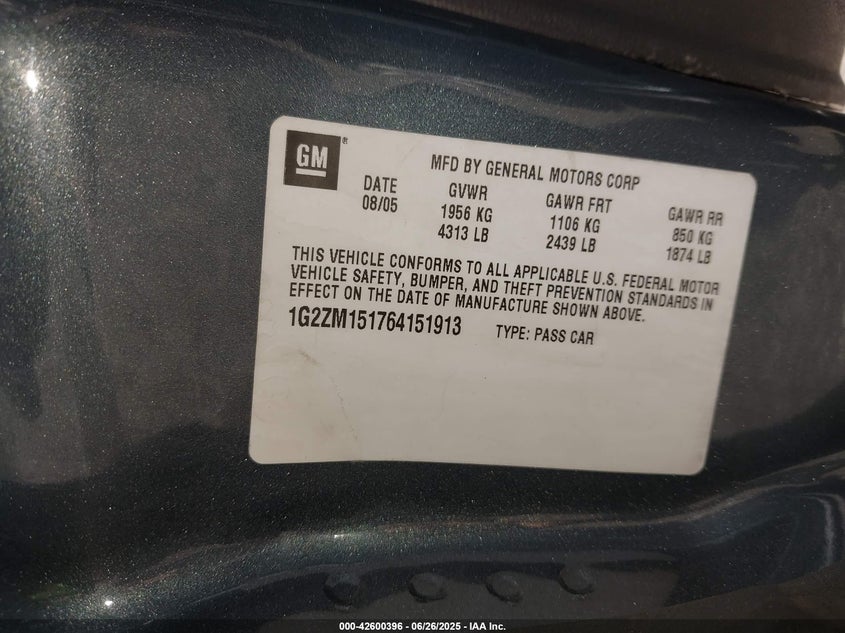 GM®
MFD BY GENERAL MOTORS CORP
DATE GVWR GAWR FRT GAWR RR
08/05 1956 KG 1106 KG 850 KG
4313 LB 2439 LB 1874 LB
THIS VEHICLE CONFORMS TO ALL APPLICABLE U.S. FEDERAL MOTOR
VEHICLE SAFETY, BUMPER, AND THEFT PREVENTION STANDARDS IN
EFFECT ON THE DATE OF MANUFACTURE SHOWN ABOVE.
1G2ZM151764151913 TYPE: PASS CAR
000-42600396 - 06/26/2025 - IAA Inc.